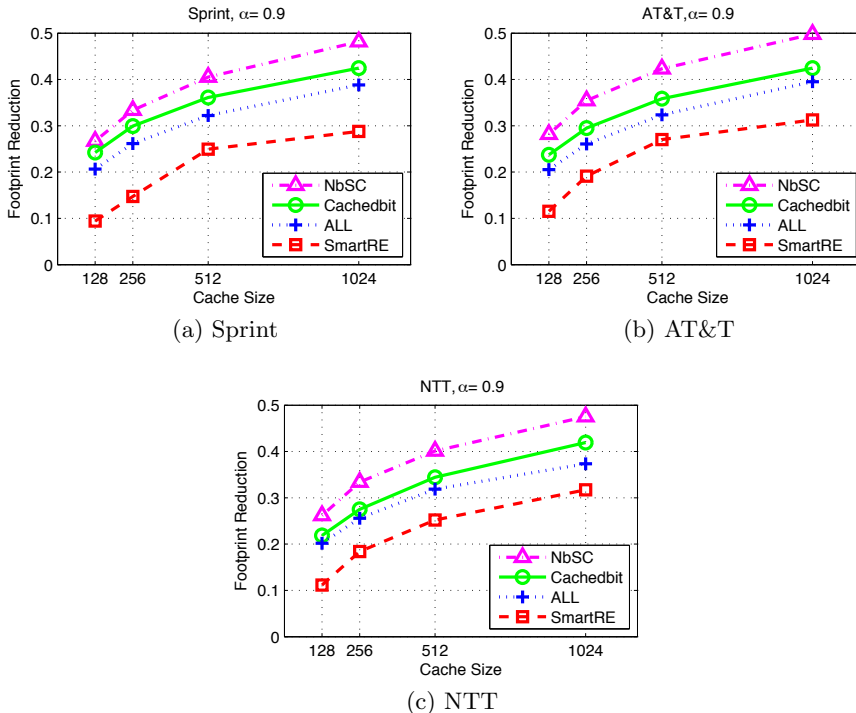 Sprint, α= 0.9
Footprint Reduction
0.5
0.4
0.3
0.2
0.1
0
128 256 512 1024
Cache Size
NbSC
Cachedbit
ALL
SmartRE
(a) Sprint
AT&T,α= 0.9
Footprint Reduction
0.5
0.4
0.3
0.2
0.1
0
128 256 512 1024
Cache Size
NbSC
Cachedbit
ALL
SmartRE
(b) AT&T
NTT, α= 0.9
Footprint Reduction
0.5
0.4
0.3
0.2
0.1
0
128 256 512 1024
Cache Size
NbSC
Cachedbit
ALL
SmartRE
(c) NTT